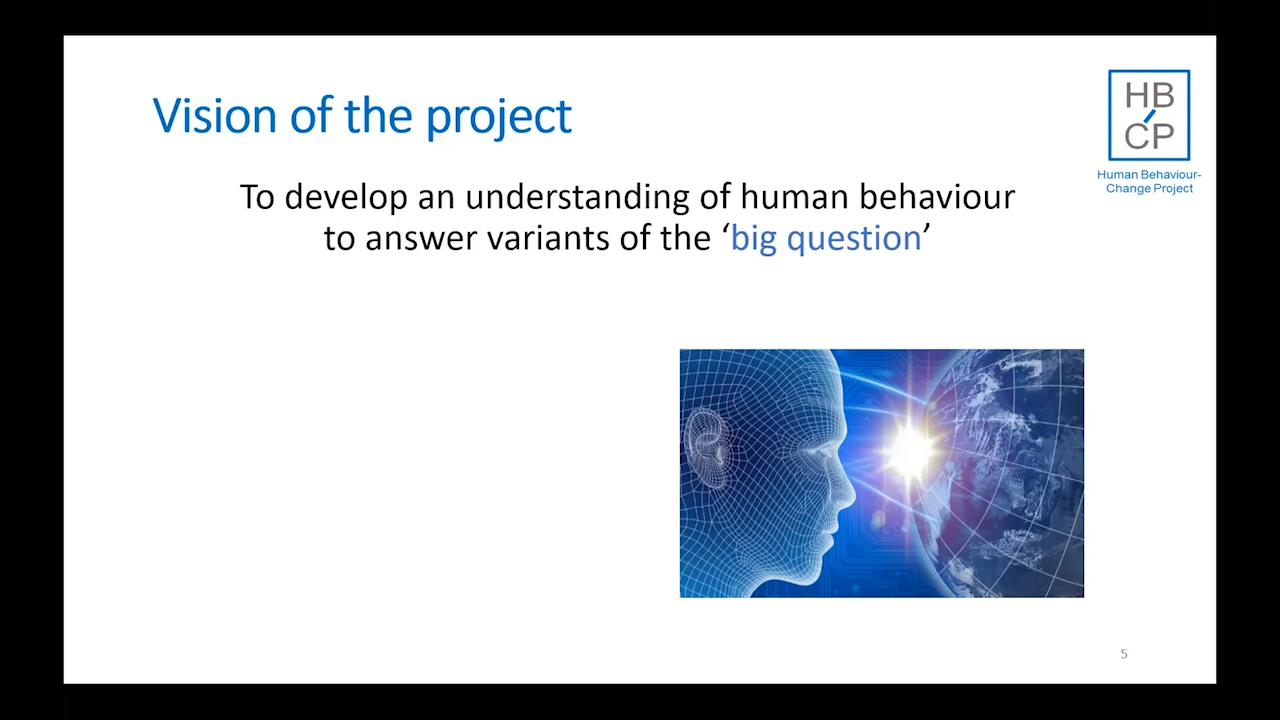 Vision of the project
HB
CP
Human Behaviour-
Change Project
To develop an understanding of human behaviour
to answer variants of the ‘big question’
5